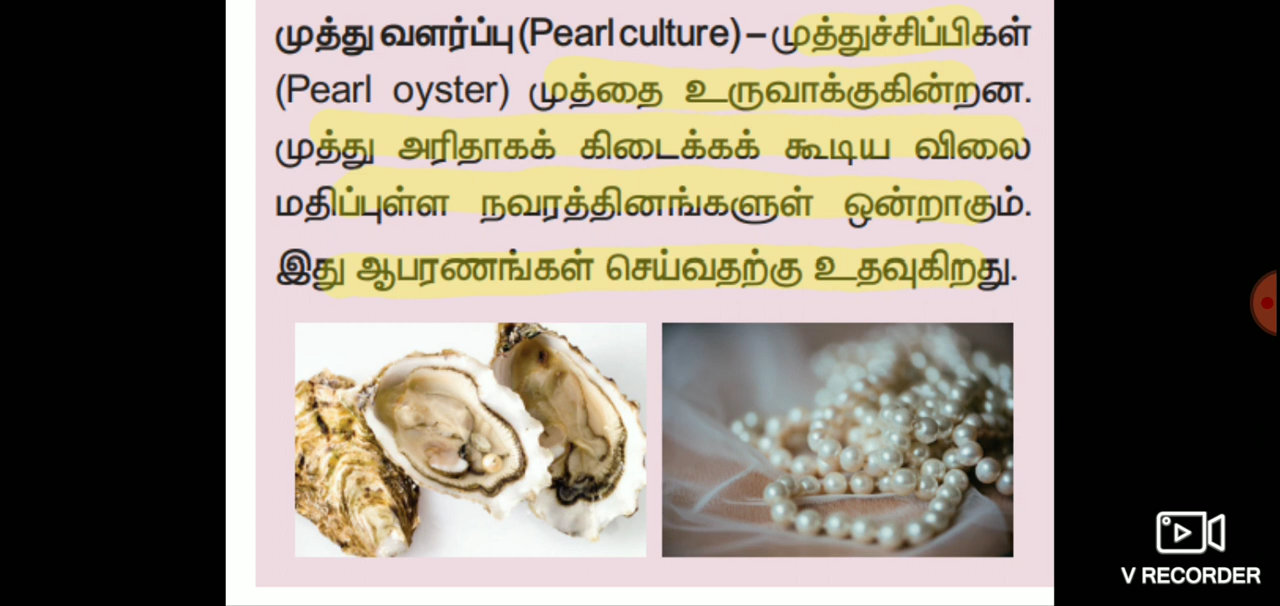 முத்து வளர்ப்பு (Pearl culture) – முத்துச்சிப்பிகள்
(Pearl oyster) முத்தை உருவாக்குகின்றன.
முத்து அரிதாகக் கிடைக்கக் கூடிய விலை
மதிப்புள்ள நவரத்தினங்களுள் ஒன்றாகும்.
இது ஆபரணங்கள் செய்வதற்கு உதவுகிறது.
V RECORDER